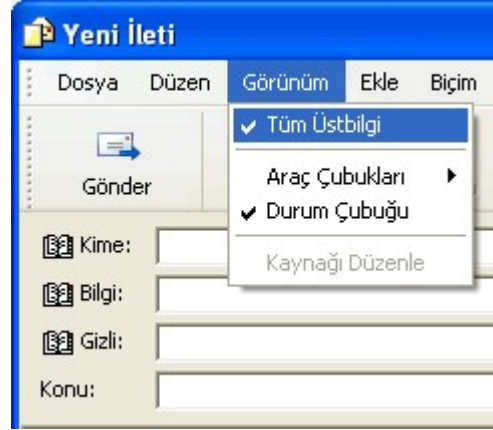 Yeni İleti
Dosya Düzen Görünüm Ekle Biçim
Tüm Üstbilgi
Gönder
Araç Çubukları
Durum Çubuğu
Kaynağı Düzenle
Kime:
Bilgi:
Gizli:
Konu: